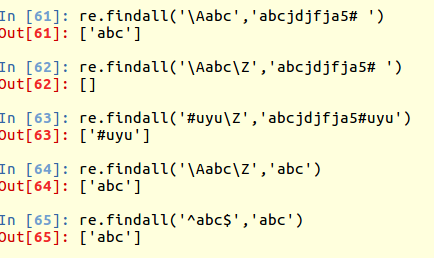 In [61]: re.findall('\Aabc','abcjdjfja5# ')
Out[61]: ['abc']
In [62]: re.findall('\Aabc\Z','abcjdjfja5# ')
Out[62]: []
In [63]: re.findall('#uyu\Z','abcjdjfja5#uyu')
Out[63]: ['#uyu']
In [64]: re.findall('\Aabc\Z','abc')
Out[64]: ['abc']
In [65]: re.findall('^abc$','abc')
Out[65]: ['abc']